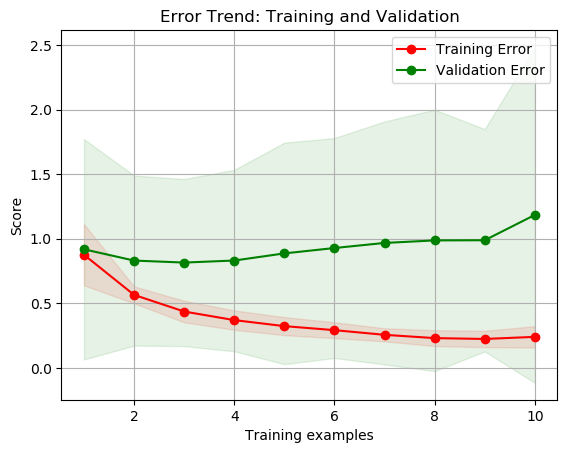 Error Trend: Training and Validation
2.5
2.0
1.5
1.0
0.5
0.0
Score
Training Error
Validation Error
2
4
6
8
10
Training examples